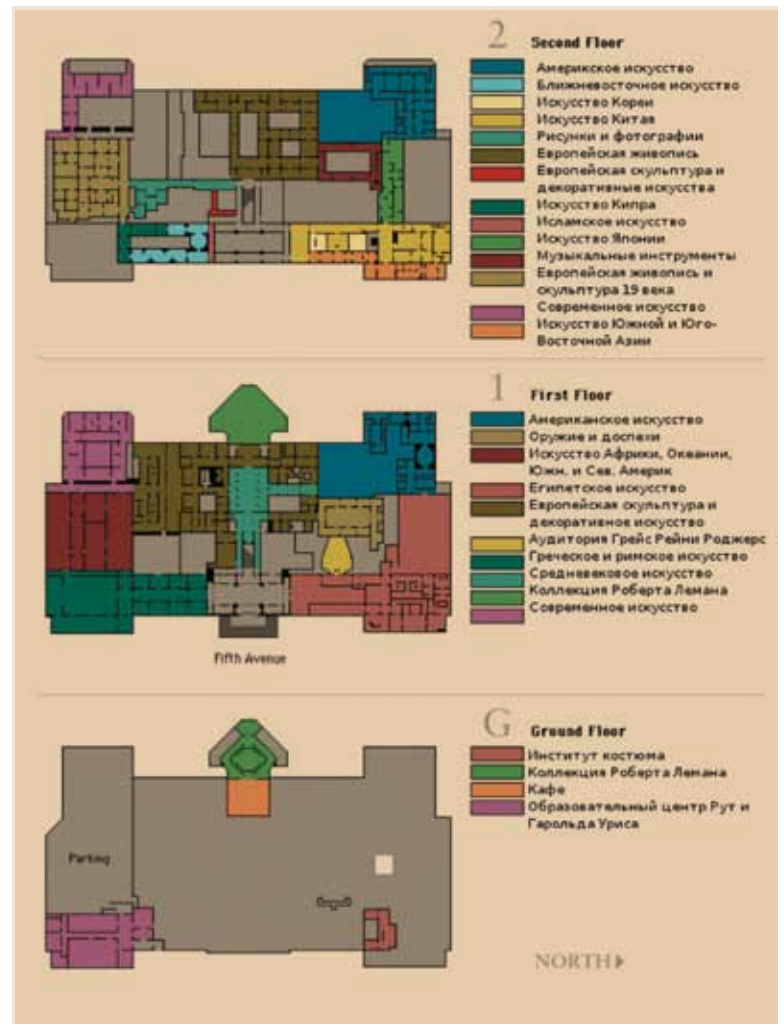 2 Second Floor
Америкское искусство
Ближневосточное искусство
Искусство Кореи
Искусство Китая
Рисунки и фотографии
Европейская живопись
Европейская скульптура и
декоративные искусства
Искусство Кипра
Исламское искусство
Искусство Японии
Музыкальные инструменты
Европейская живопись и
скульптура 19 века
Современное искусство
Искусство Южной и Юго-
Восточной Азии
1 First Floor
Американское искусство
Оружие и доспехи
Искусство Африки, Океании,
Южн. и Сев. Америк
Египетское искусство
Европейская скульптура и
декоративное искусство
Аудитория Грейс Рейни Роджерс
Греческое и римское искусство
Средневековое искусство
Коллекция Роберта Лемана
Современное искусство
Fifth Avenue
G Ground Floor
Институт костюма
Коллекция Роберта Лемана
Кафе
Образовательный центр Рут и
Гарольда Уриса
Parking
NORTH